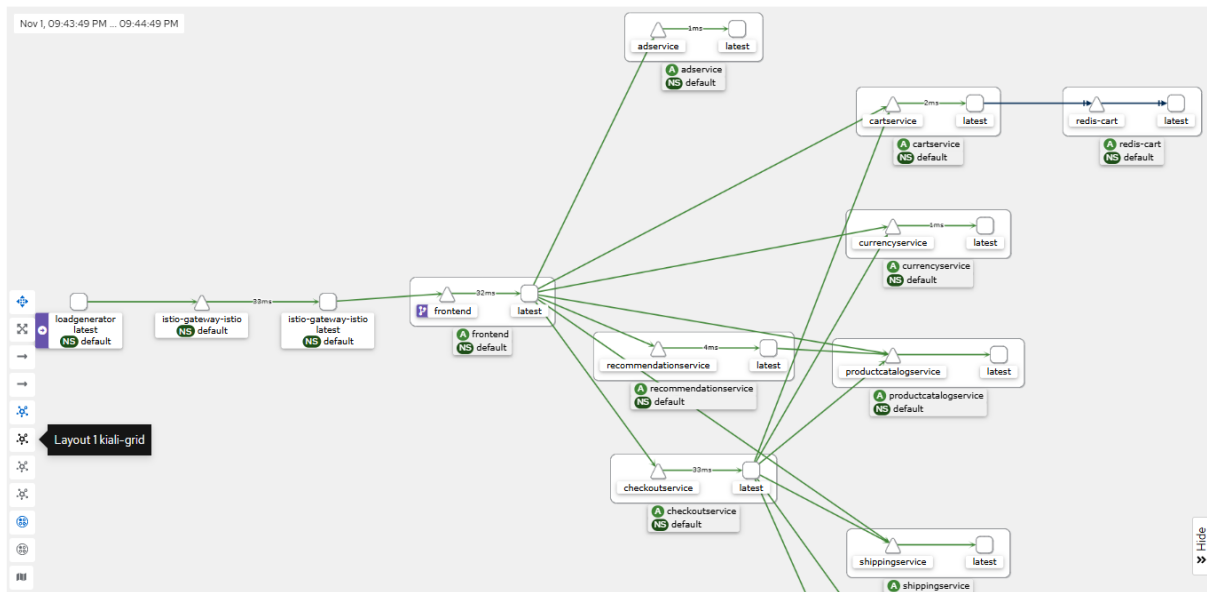 Nov 1, 09:43:49 PM ... 09:44:49 PM
1ms
adservice
latest
A adservice
NS default
2ms
cartservice
latest
A cartservice
NS default
redis-cart
latest
A redis-cart
NS default
1ms
currencyservice
latest
A currencyservice
NS default
loadgenerator
latest
NS default
33ms
istio-gateway-istio
NS default
istio-gateway-istio
latest
NS default
32ms
frontend
latest
A frontend
NS default
4ms
recommendationservice
latest
A recommendationservice
NS default
productcatalogservice
latest
A productcatalogservice
NS default
Layout 1 kiali-grid
33ms
checkoutservice
latest
A checkoutservice
NS default
shippingservice
latest
A shippingservice
Hide